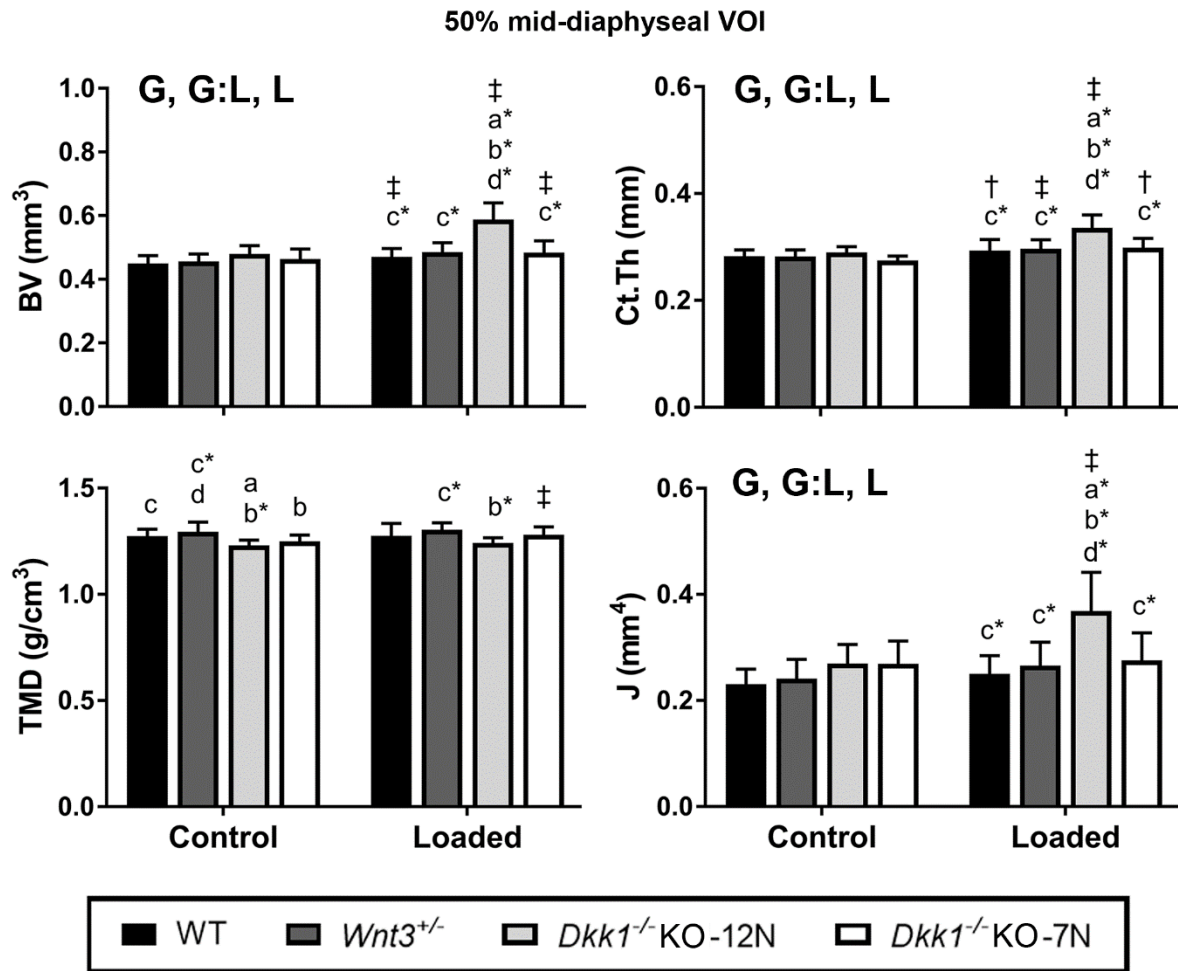 50% mid-diaphyseal VOI
G, G:L, L
BV (mm³)
1.0
0.8
0.6
0.4
0.2
0.0
‡
c*
c*
‡
a*
b*
d*
‡
c*
G, G:L, L
Ct.Th (mm)
0.6
0.4
0.2
0.0
†
c*
‡
c*
‡
a*
b*
d*
†
c*
TMD (g/cm³)
1.5
1.0
0.5
0.0
c
c*
d
a
b*
b
c*
b*
‡
Control
Loaded
G, G:L, L
J (mm⁴)
0.6
0.4
0.2
0.0
c*
c*
‡
a*
b*
d*
c*
Control
Loaded
WT
Wnt3⁺/⁻
Dkk1⁻/⁻ KO-12N
Dkk1⁻/⁻ KO-7N